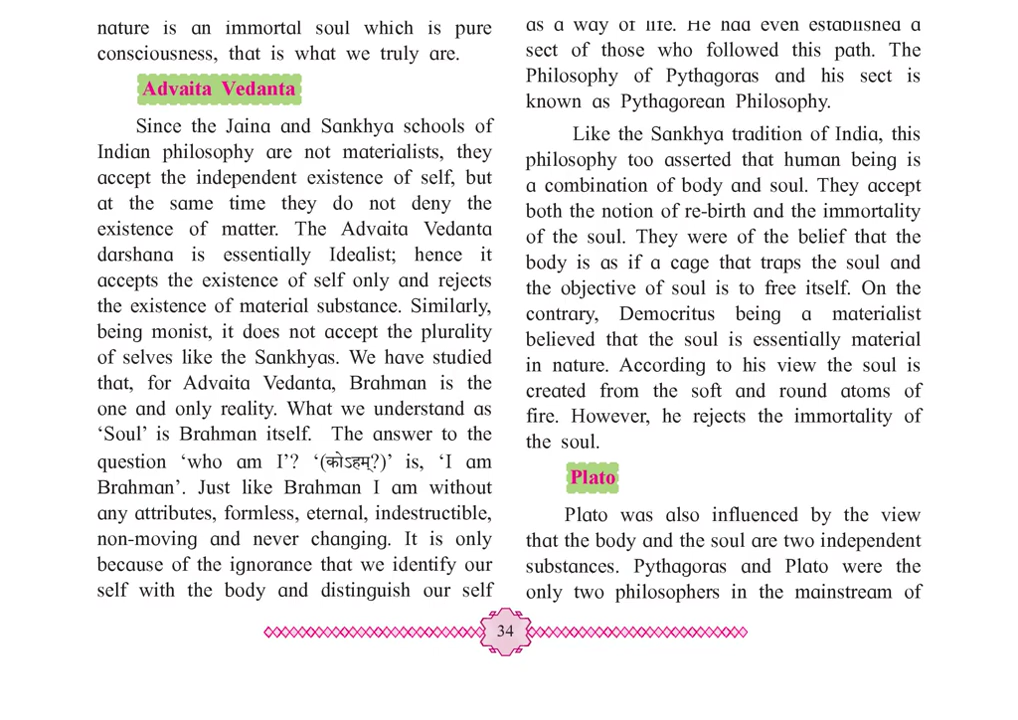 nature is an immortal soul which is pure
consciousness, that is what we truly are.
Advaita Vedanta
Since the Jaina and Sankhya schools of
Indian philosophy are not materialists, they
accept the independent existence of self, but
at the same time they do not deny the
existence of matter. The Advaita Vedanta
darshana is essentially Idealist; hence it
accepts the existence of self only and rejects
the existence of material substance. Similarly,
being monist, it does not accept the plurality
of selves like the Sankhyas. We have studied
that, for Advaita Vedanta, Brahman is the
one and only reality. What we understand as
‘Soul’ is Brahman itself. The answer to the
question ‘who am I’? ‘(कोऽहम्?)’ is, ‘I am
Brahman’. Just like Brahman I am without
any attributes, formless, eternal, indestructible,
non-moving and never changing. It is only
because of the ignorance that we identify our
self with the body and distinguish our self
as a way of life. He had even established a
sect of those who followed this path. The
Philosophy of Pythagoras and his sect is
known as Pythagorean Philosophy.
Like the Sankhya tradition of India, this
philosophy too asserted that human being is
a combination of body and soul. They accept
both the notion of re-birth and the immortality
of the soul. They were of the belief that the
body is as if a cage that traps the soul and
the objective of soul is to free itself. On the
contrary, Democritus being a materialist
believed that the soul is essentially material
in nature. According to his view the soul is
created from the soft and round atoms of
fire. However, he rejects the immortality of
the soul.
Plato
Plato was also influenced by the view
that the body and the soul are two independent
substances. Pythagoras and Plato were the
only two philosophers in the mainstream of
34